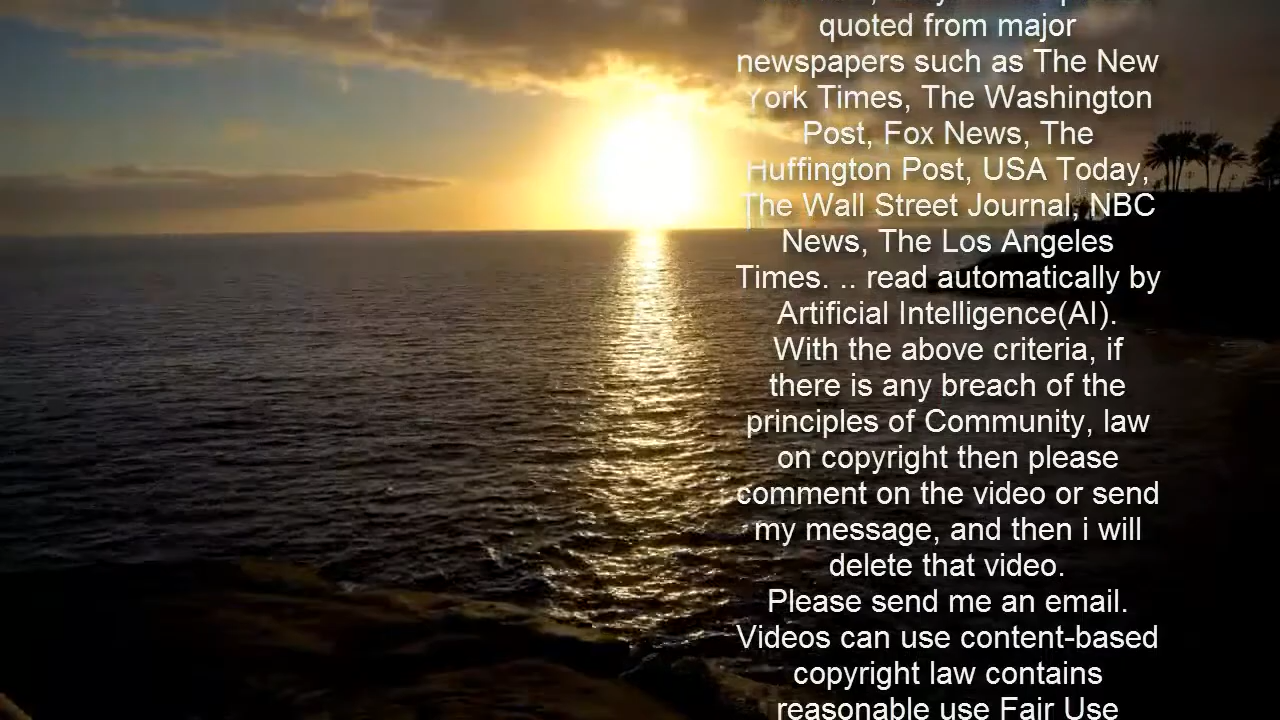 quoted from major
newspapers such as The New
York Times, The Washington
Post, Fox News, The
Huffington Post, USA Today,
The Wall Street Journal, NBC
News, The Los Angeles
Times. .. read automatically by
Artificial Intelligence(AI).
With the above criteria, if
there is any breach of the
principles of Community, law
on copyright then please
comment on the video or send
my message, and then i will
delete that video.
Please send me an email.
Videos can use content-based
copyright law contains
reasonable use Fair Use